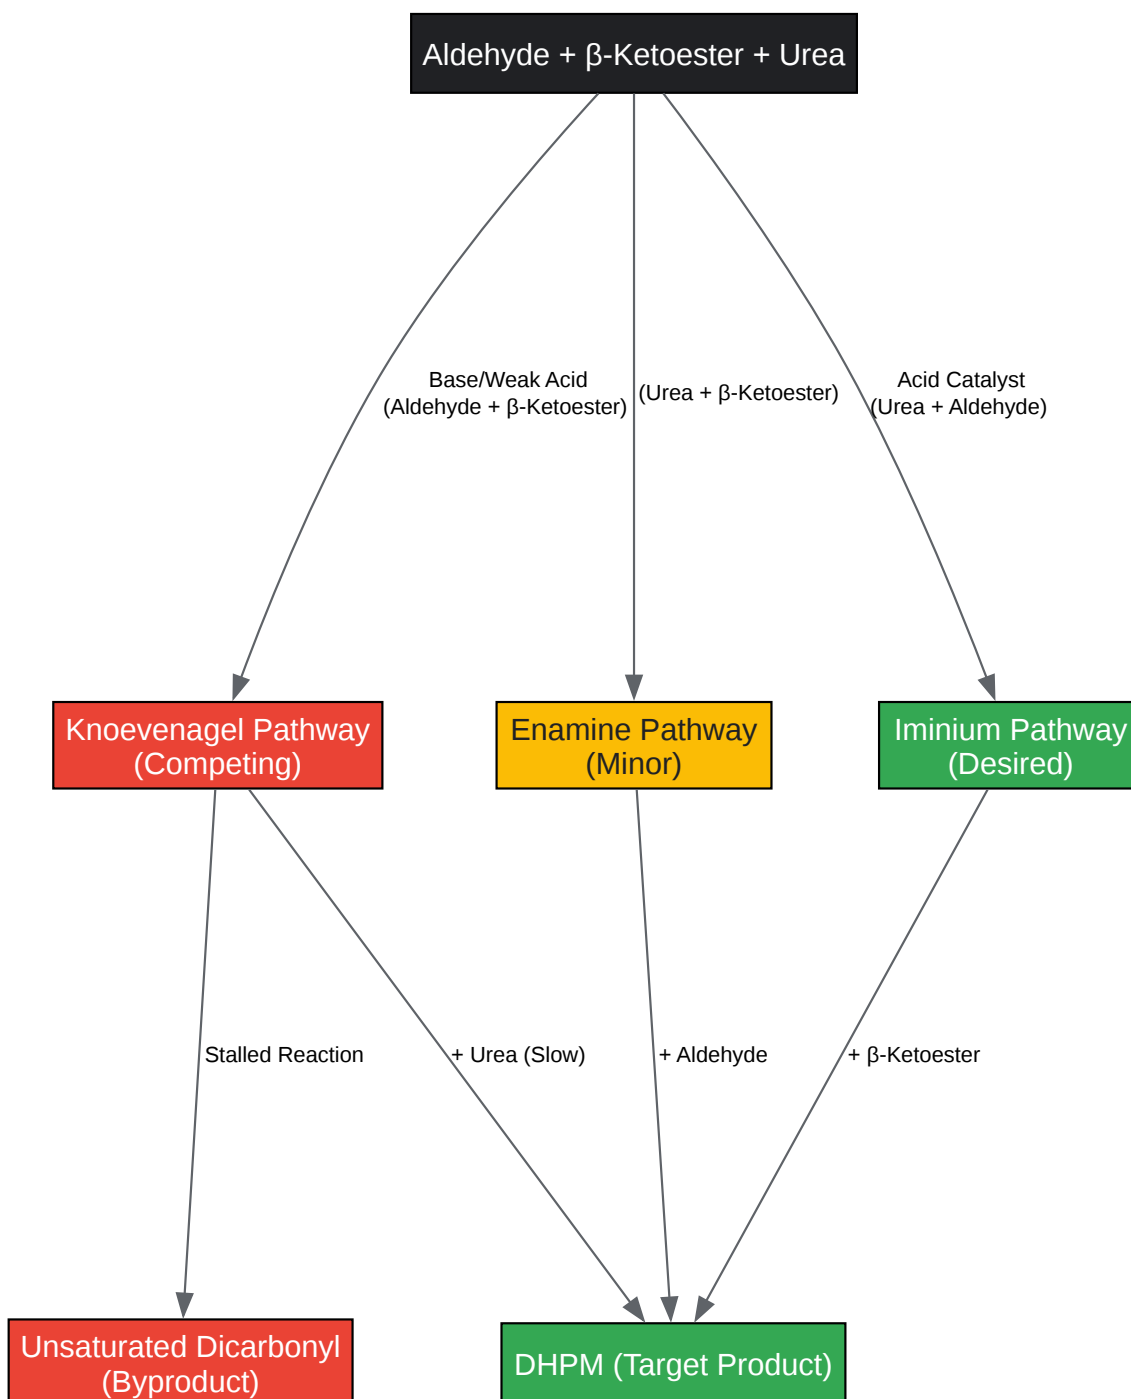 Aldehyde + β-Ketoester + Urea
Base/Weak Acid
(Aldehyde + β-Ketoester)
(Urea + β-Ketoester)
Acid Catalyst
(Urea + Aldehyde)
Knoevenagel Pathway
(Competing)
Enamine Pathway
(Minor)
Iminium Pathway
(Desired)
Stalled Reaction
+ Urea (Slow)
+ Aldehyde
+ β-Ketoester
Unsaturated Dicarbonyl
(Byproduct)
DHPM (Target Product)